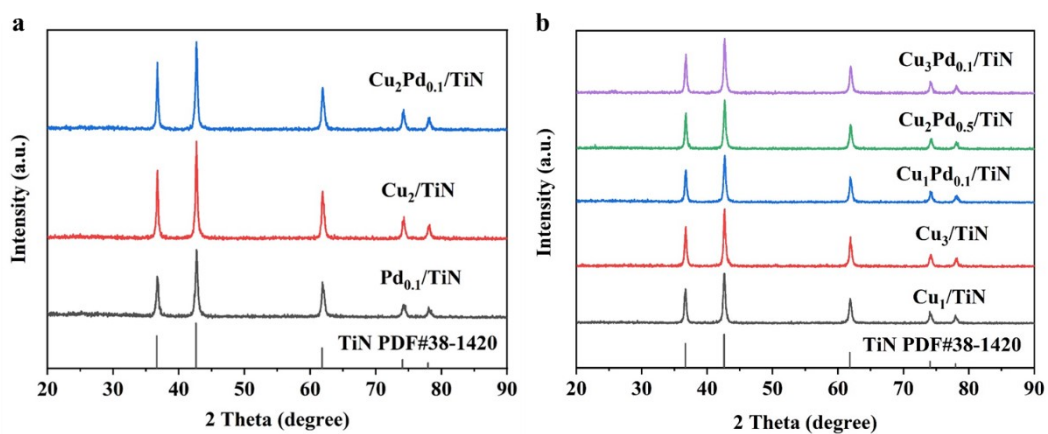 a
Cu₂Pd₀.₁/TiN
Cu₂/TiN
Pd₀.₁/TiN
TiN PDF#38-1420
Intensity (a.u.)
20 30 40 50 60 70 80 90
2 Theta (degree)
b
Cu₃Pd₀.₁/TiN
Cu₂Pd₀.₅/TiN
Cu₁Pd₀.₁/TiN
Cu₃/TiN
Cu₁/TiN
TiN PDF#38-1420
Intensity (a.u.)
20 30 40 50 60 70 80 90
2 Theta (degree)